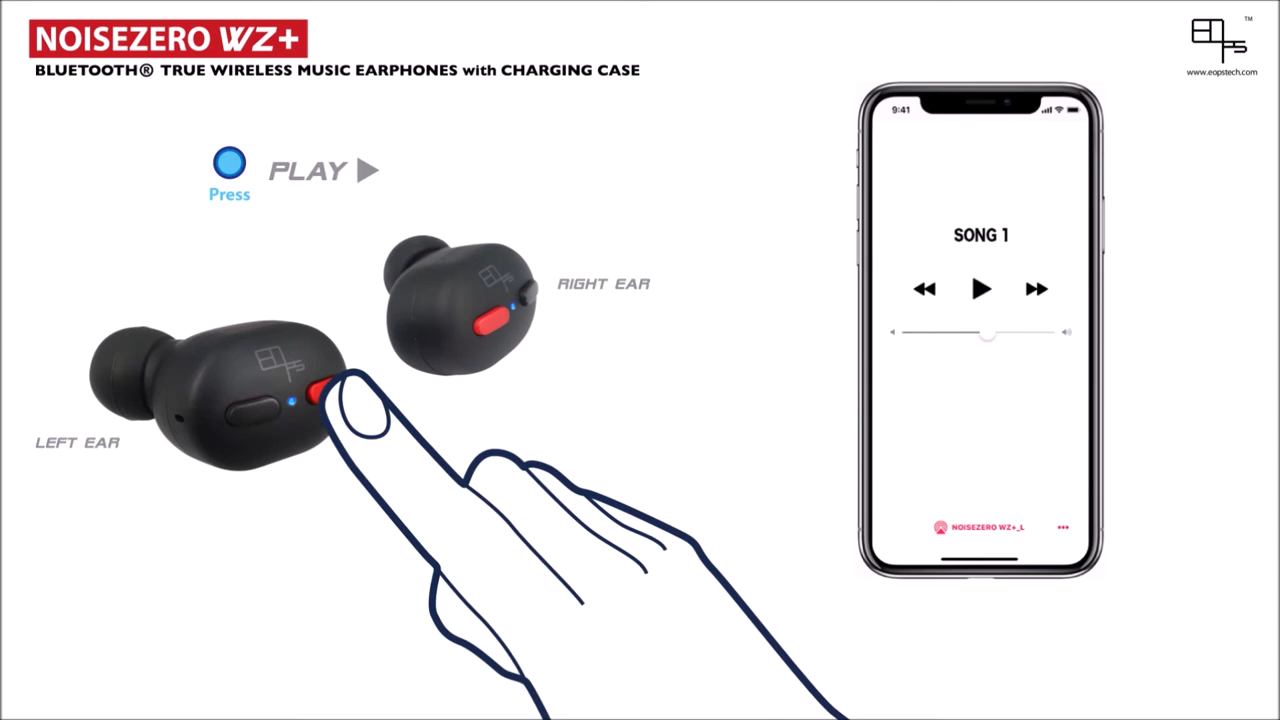 NOISEZERO WZ+
BLUETOOTH® TRUE WIRELESS MUSIC EARPHONES with CHARGING CASE
EOPS™
www.eopstech.com
PLAY
Press
RIGHT EAR
LEFT EAR
9:41
SONG 1
NOISEZERO WZ+_L